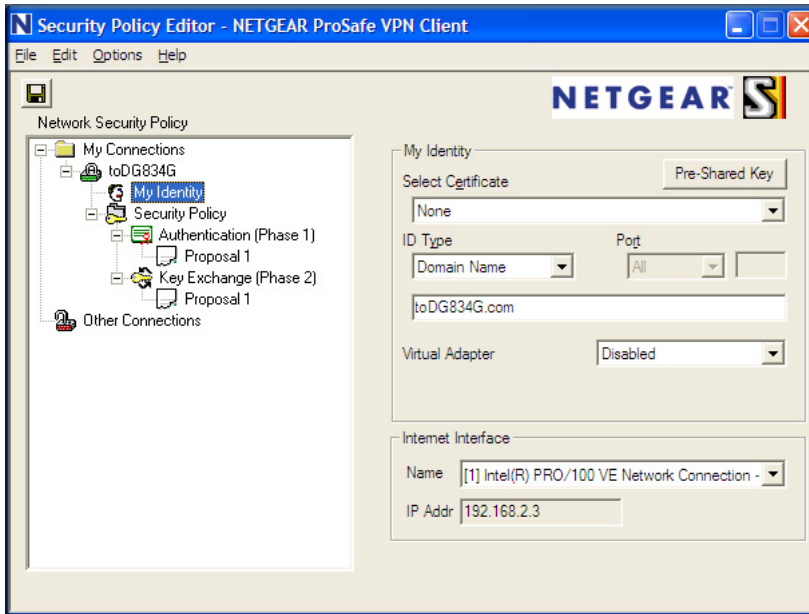 N Security Policy Editor - NETGEAR ProSafe VPN Client
File Edit Options Help
NETGEAR
Network Security Policy
My Connections
toDG834G
My Identity
Security Policy
Authentication (Phase 1)
Proposal 1
Key Exchange (Phase 2)
Proposal 1
Other Connections
My Identity
Select Certificate
Pre-Shared Key
None
ID Type
Port
Domain Name
All
toDG834G.com
Virtual Adapter
Disabled
Internet Interface
Name
[1] Intel(R) PRO/100 VE Network Connection -
IP Addr
192.168.2.3